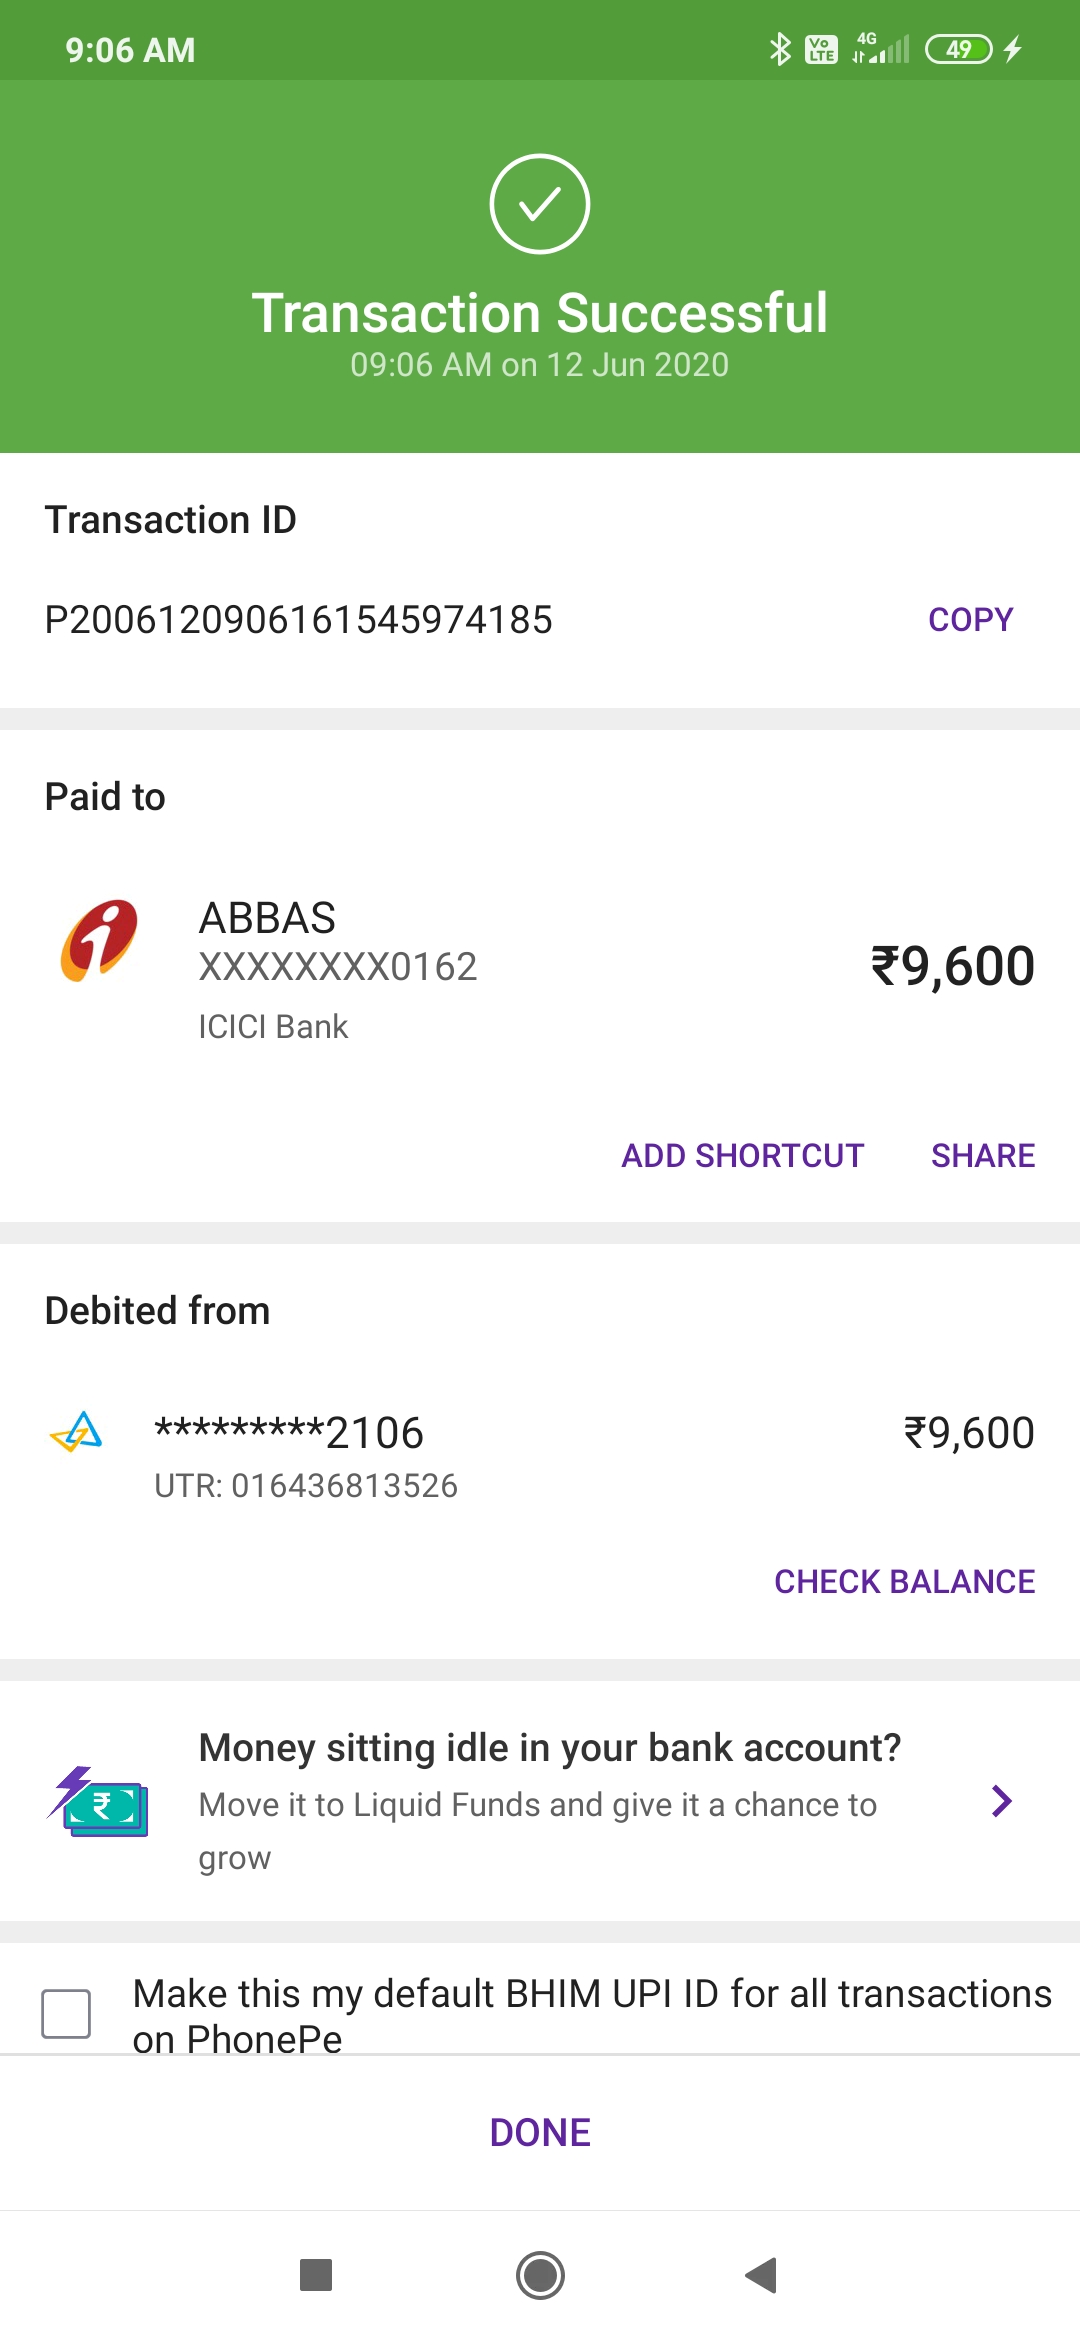 9:06 AM
Vo LTE 4G 49
Transaction Successful
09:06 AM on 12 Jun 2020
Transaction ID
P2006120906161545974185 COPY
Paid to
ABBAS
XXXXXXXX0162
₹9,600
ICICI Bank
ADD SHORTCUT SHARE
Debited from
*********2106 ₹9,600
UTR: 016436813526
CHECK BALANCE
Money sitting idle in your bank account?
Move it to Liquid Funds and give it a chance to
grow
Make this my default BHIM UPI ID for all transactions
on PhonePe
DONE